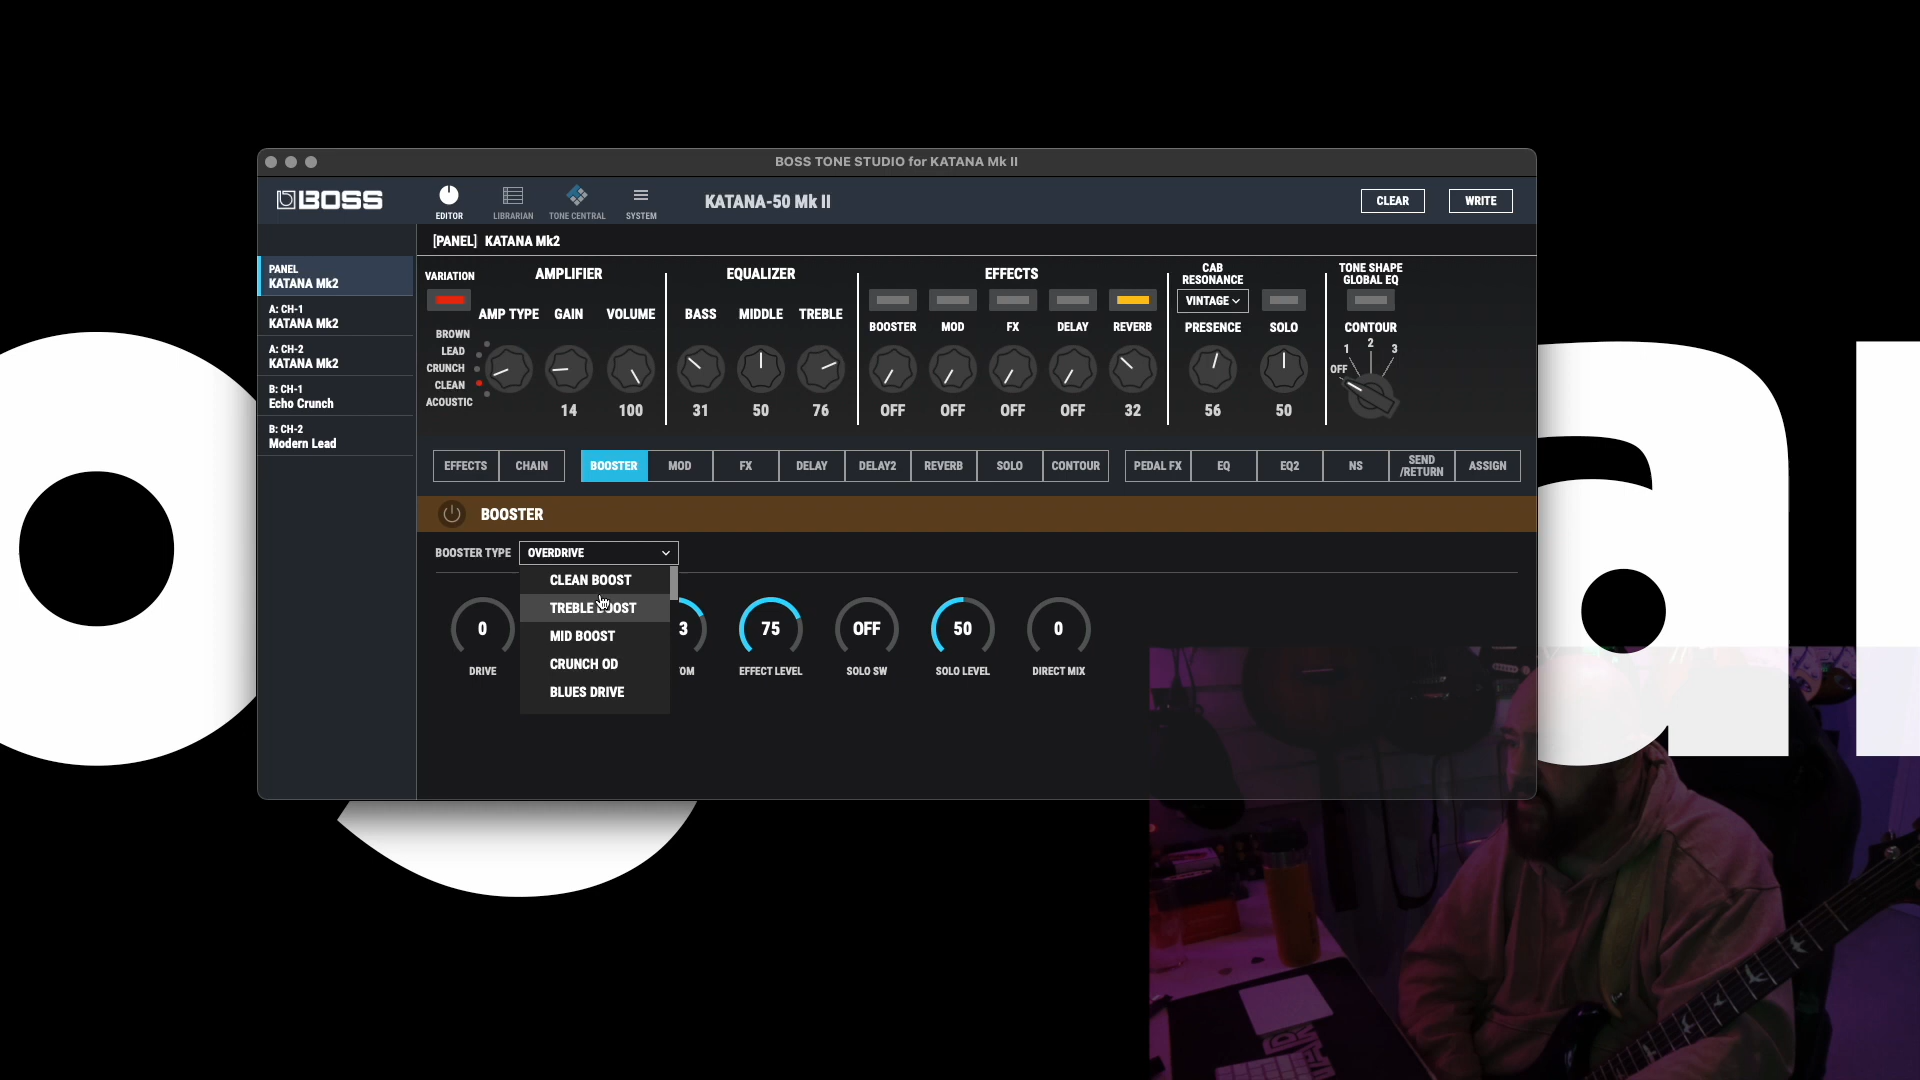 BOSS TONE STUDIO for KATANA Mk II
BOSS
EDITOR
LIBRARIAN
TONE CENTRAL
SYSTEM
KATANA-50 Mk II
CLEAR
WRITE
[PANEL] KATANA Mk2
PANEL
KATANA Mk2
A: CH-1
KATANA Mk2
A: CH-2
KATANA Mk2
B: CH-1
Echo Crunch
B: CH-2
Modern Lead
VARIATION
AMPLIFIER
AMP TYPE GAIN VOLUME
BROWN
LEAD
CRUNCH
CLEAN
ACOUSTIC
14 100
EQUALIZER
BASS MIDDLE TREBLE
31 50 76
EFFECTS
BOOSTER MOD FX DELAY REVERB
OFF OFF OFF OFF 32
CAB
RESONANCE
VINTAGE
PRESENCE SOLO
56 50
TONE SHAPE
GLOBAL EQ
CONTOUR
OFF 1 2 3
EFFECTS CHAIN BOOSTER MOD FX DELAY DELAY2 REVERB SOLO CONTOUR PEDAL FX EQ EQ2 NS SEND
/RETURN ASSIGN
BOOSTER
BOOSTER TYPE OVERDRIVE
CLEAN BOOST
TREBLE BOOST
MID BOOST
CRUNCH OD
BLUES DRIVE
0 3 75 OFF 50 0
DRIVE OM EFFECT LEVEL SOLO SW SOLO LEVEL DIRECT MIX